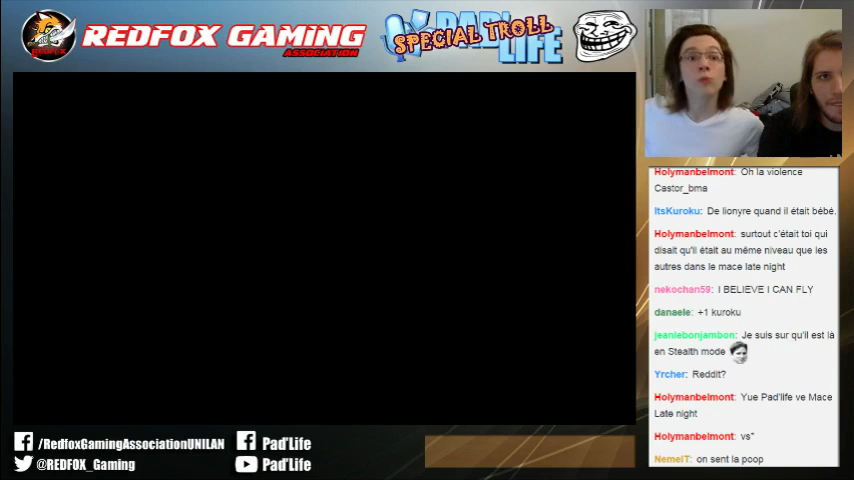 REDFOX GAMING
ASSOCIATION
REDFOX
PAD'LIFE
SPECIAL TROLL
Holymanbelmont: Oh la violence
Castor_bma
ItsKuroku: De lionyre quand il était bébé.
Holymanbelmont: surtout c'était toi qui
disait qu'il était au même niveau que les
autres dans le mace late night
nekochan59: I BELIEVE I CAN FLY
danaele: +1 kuroku
jeanlebonjambon: Je suis sur qu'il est là
en Stealth mode
Yrcher: Reddit?
Holymanbelmont: Yue Pad'life ve Mace
Late night
Holymanbelmont: vs*
NemeIT: on sent la poop
/RedfoxGamingAssociationUNILAN
Pad'Life
@REDFOX_Gaming
Pad'Life